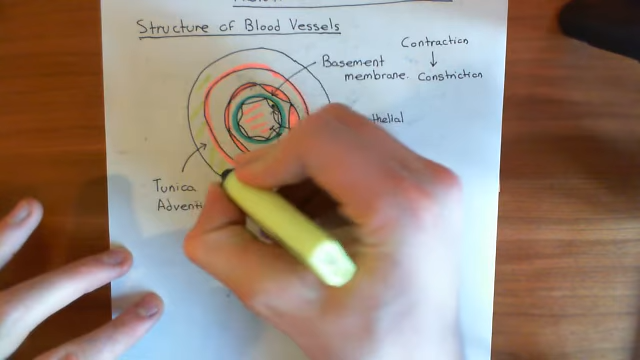 Structure of Blood Vessels
Contraction
↓
Constriction
Basement
membrane.
Tunica